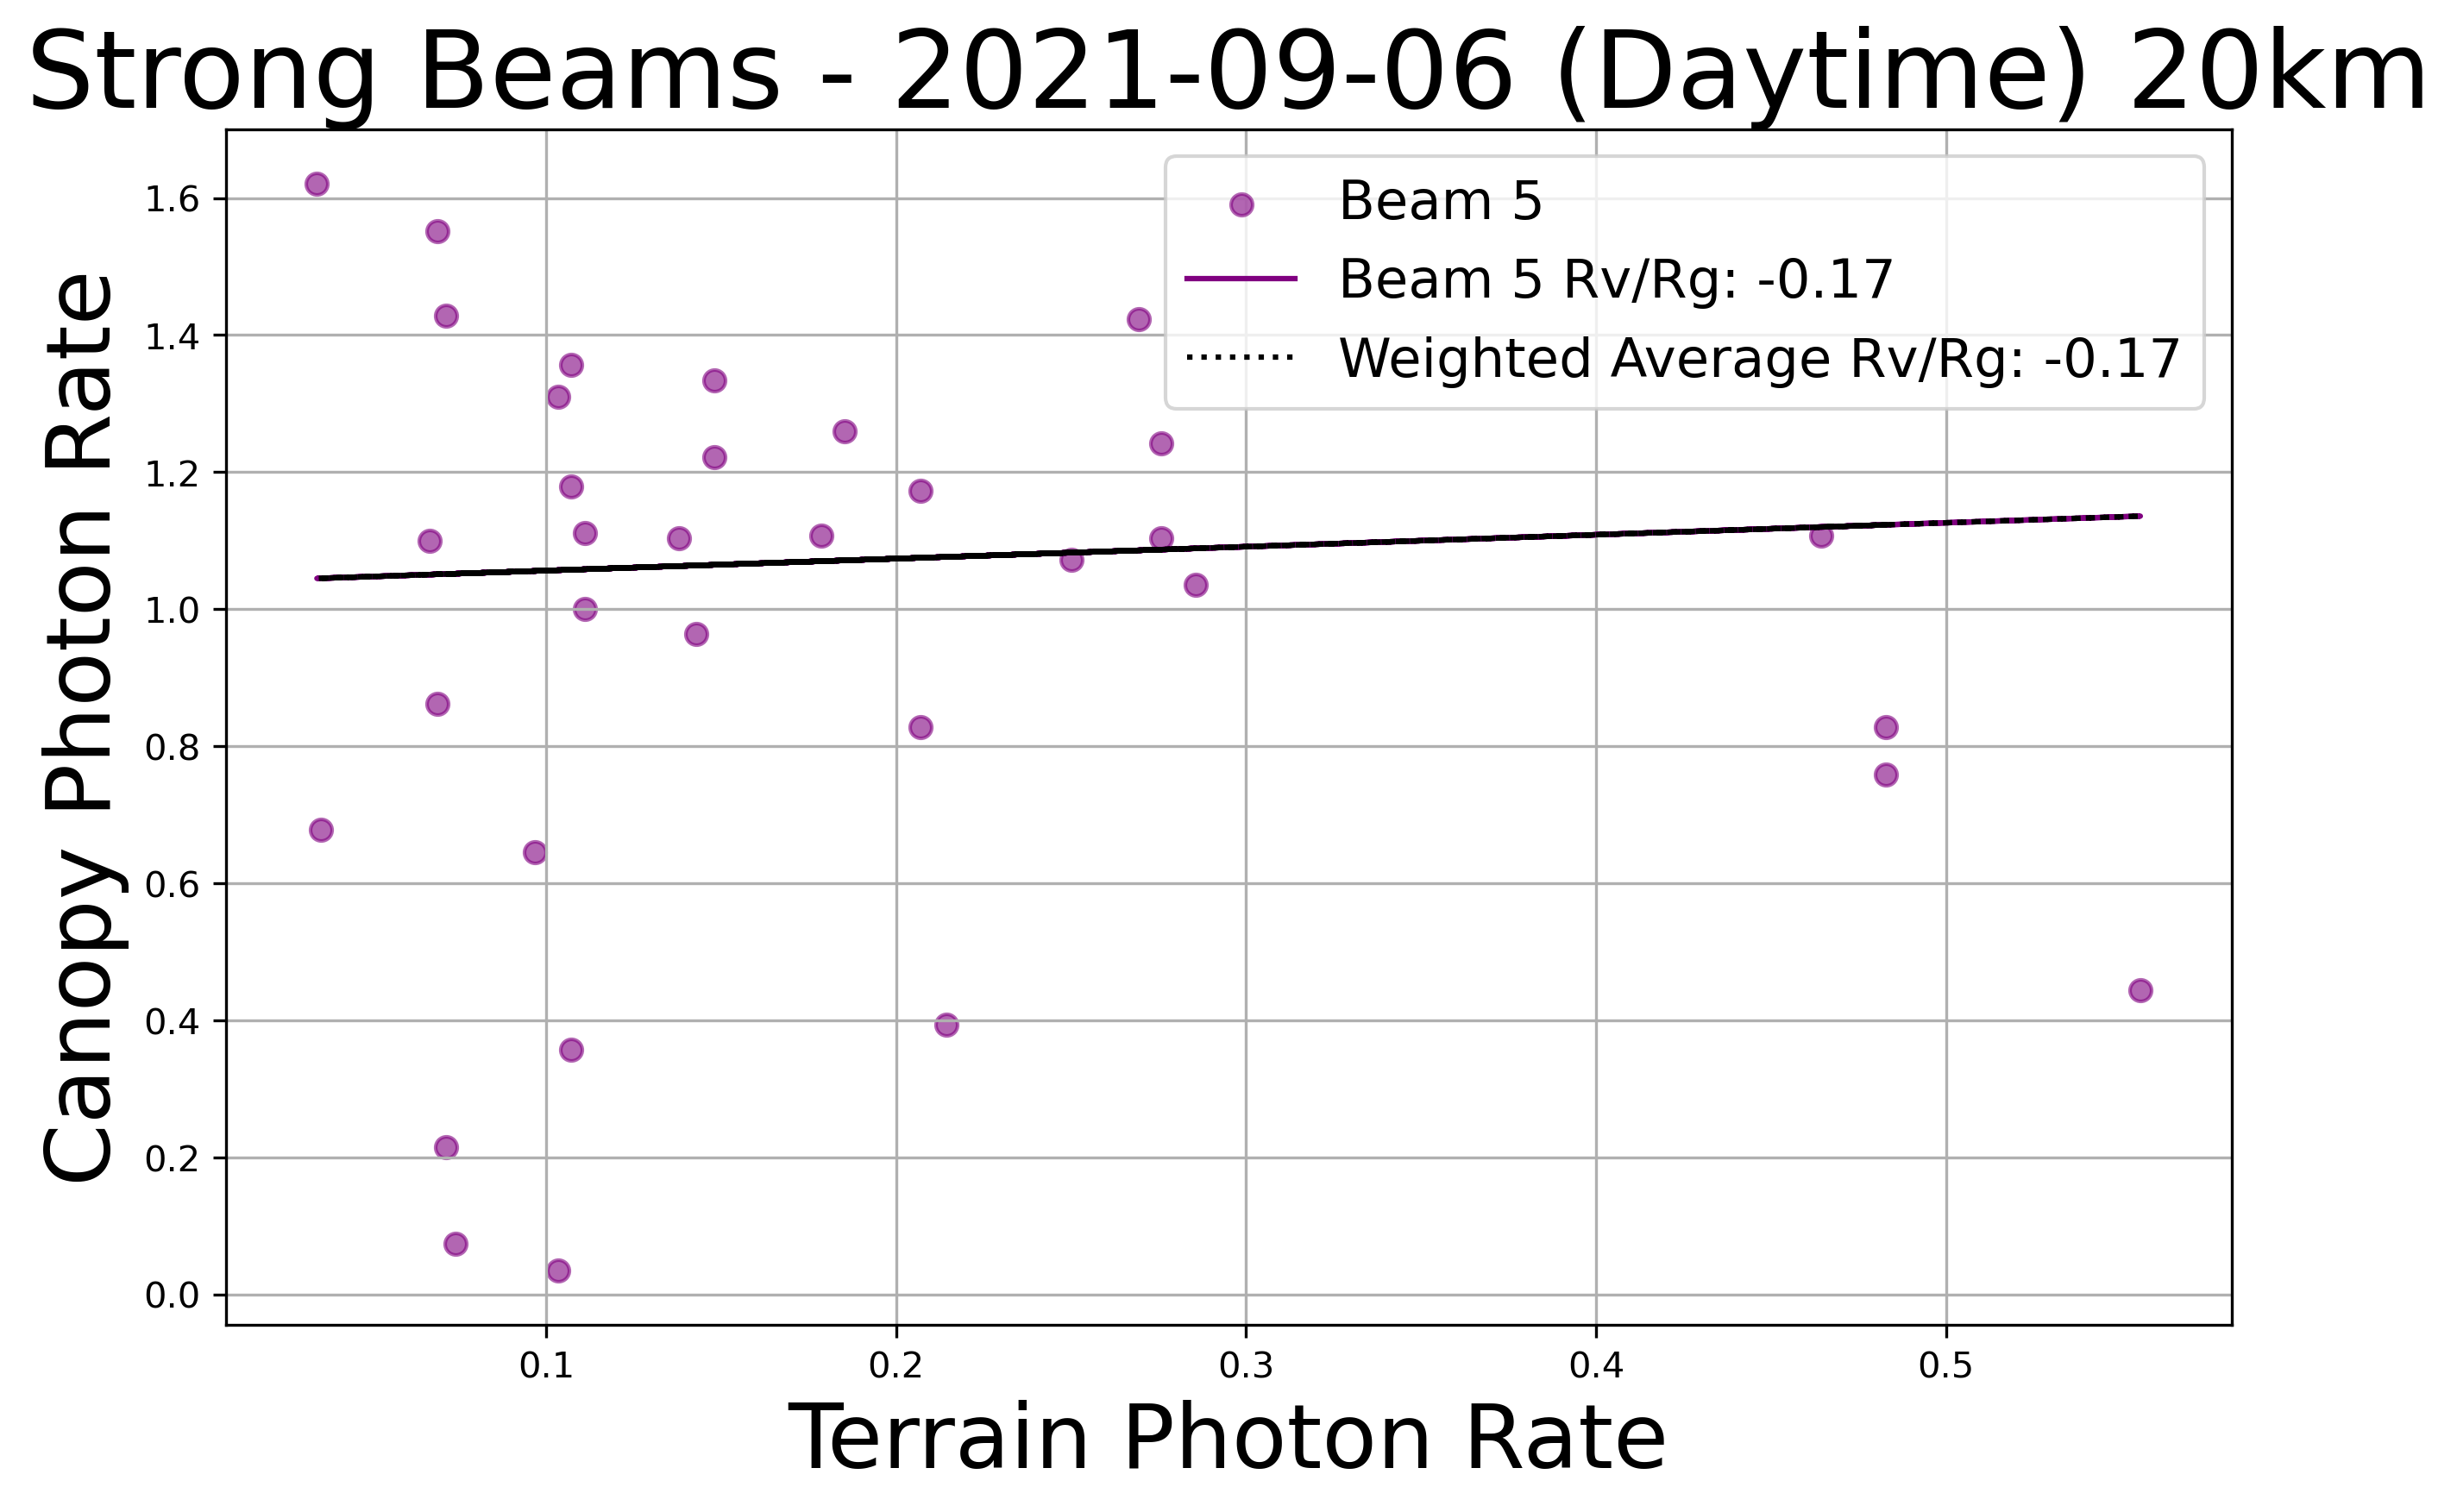 Strong Beams - 2021-09-06 (Daytime) 20km
Beam 5
Beam 5 Rv/Rg: -0.17
Weighted Average Rv/Rg: -0.17
Canopy Photon Rate
1.6
1.4
1.2
1.0
0.8
0.6
0.4
0.2
0.0
0.1 0.2 0.3 0.4 0.5
Terrain Photon Rate